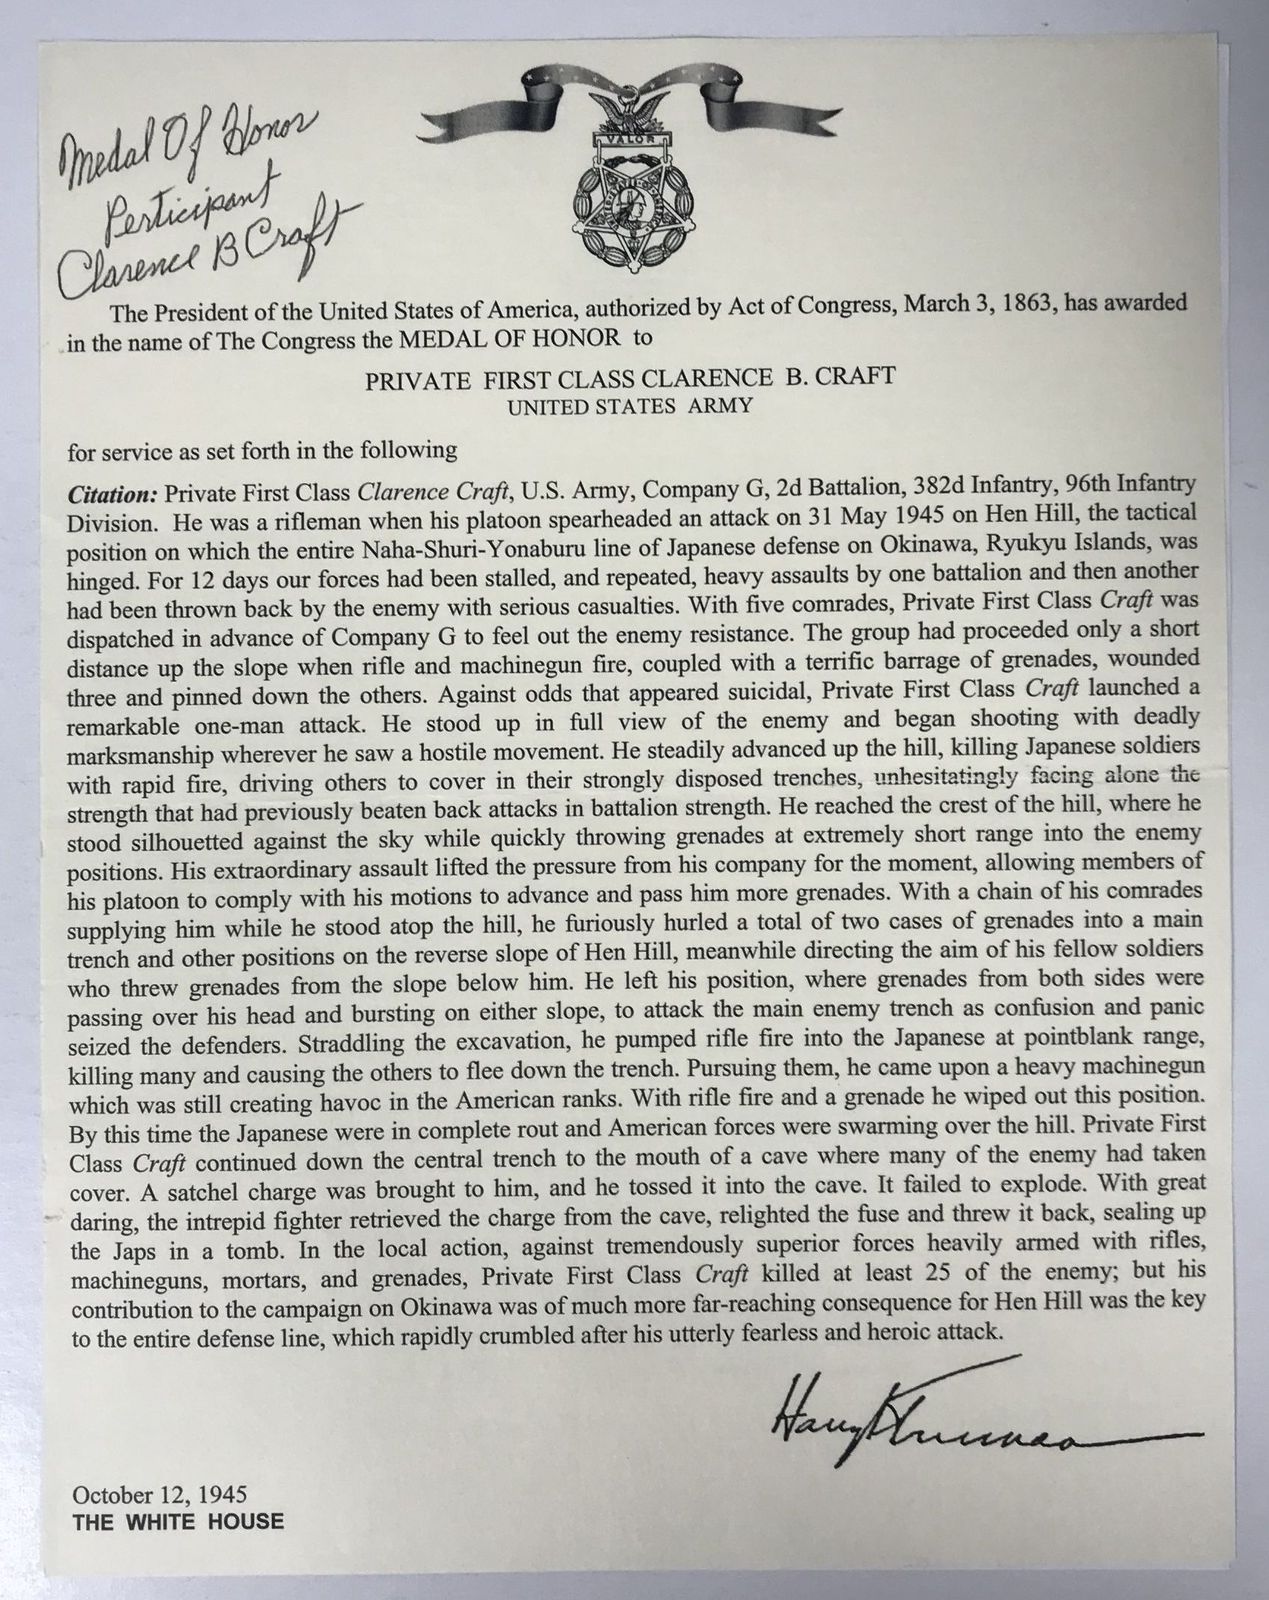 Medal Of Honor
Perticipant
Clarence B Craft
VALOR
The President of the United States of America, authorized by Act of Congress, March 3, 1863, has awarded
in the name of The Congress the MEDAL OF HONOR to
PRIVATE FIRST CLASS CLARENCE B. CRAFT
UNITED STATES ARMY
for service as set forth in the following
Citation: Private First Class Clarence Craft, U.S. Army, Company G, 2d Battalion, 382d Infantry, 96th Infantry
Division. He was a rifleman when his platoon spearheaded an attack on 31 May 1945 on Hen Hill, the tactical
position on which the entire Naha-Shuri-Yonaburu line of Japanese defense on Okinawa, Ryukyu Islands, was
hinged. For 12 days our forces had been stalled, and repeated, heavy assaults by one battalion and then another
had been thrown back by the enemy with serious casualties. With five comrades, Private First Class Craft was
dispatched in advance of Company G to feel out the enemy resistance. The group had proceeded only a short
distance up the slope when rifle and machinegun fire, coupled with a terrific barrage of grenades, wounded
three and pinned down the others. Against odds that appeared suicidal, Private First Class Craft launched a
remarkable one-man attack. He stood up in full view of the enemy and began shooting with deadly
marksmanship wherever he saw a hostile movement. He steadily advanced up the hill, killing Japanese soldiers
with rapid fire, driving others to cover in their strongly disposed trenches, unhesitatingly facing alone the
strength that had previously beaten back attacks in battalion strength. He reached the crest of the hill, where he
stood silhouetted against the sky while quickly throwing grenades at extremely short range into the enemy
positions. His extraordinary assault lifted the pressure from his company for the moment, allowing members of
his platoon to comply with his motions to advance and pass him more grenades. With a chain of his comrades
supplying him while he stood atop the hill, he furiously hurled a total of two cases of grenades into a main
trench and other positions on the reverse slope of Hen Hill, meanwhile directing the aim of his fellow soldiers
who threw grenades from the slope below him. He left his position, where grenades from both sides were
passing over his head and bursting on either slope, to attack the main enemy trench as confusion and panic
seized the defenders. Straddling the excavation, he pumped rifle fire into the Japanese at pointblank range,
killing many and causing the others to flee down the trench. Pursuing them, he came upon a heavy machinegun
which was still creating havoc in the American ranks. With rifle fire and a grenade he wiped out this position.
By this time the Japanese were in complete rout and American forces were swarming over the hill. Private First
Class Craft continued down the central trench to the mouth of a cave where many of the enemy had taken
cover. A satchel charge was brought to him, and he tossed it into the cave. It failed to explode. With great
daring, the intrepid fighter retrieved the charge from the cave, relighted the fuse and threw it back, sealing up
the Japs in a tomb. In the local action, against tremendously superior forces heavily armed with rifles,
machineguns, mortars, and grenades, Private First Class Craft killed at least 25 of the enemy; but his
contribution to the campaign on Okinawa was of much more far-reaching consequence for Hen Hill was the key
to the entire defense line, which rapidly crumbled after his utterly fearless and heroic attack.
Harry S Truman
October 12, 1945
THE WHITE HOUSE